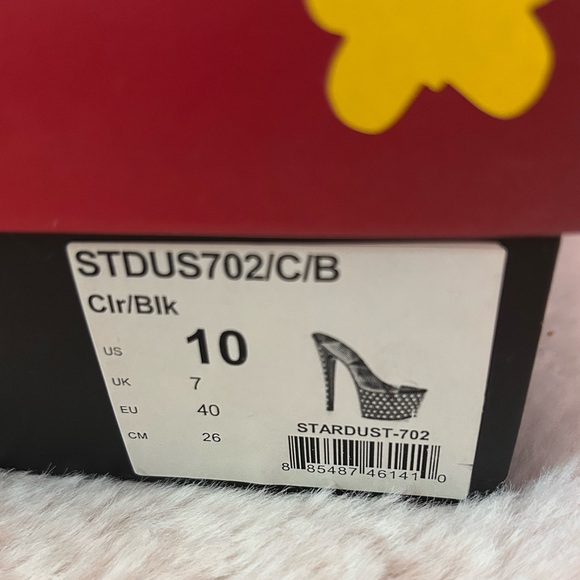 STDUS702/C/B
Clr/Blk
US 10
UK 7
EU 40
CM 26
STARDUST-702
8 85487 46141 0